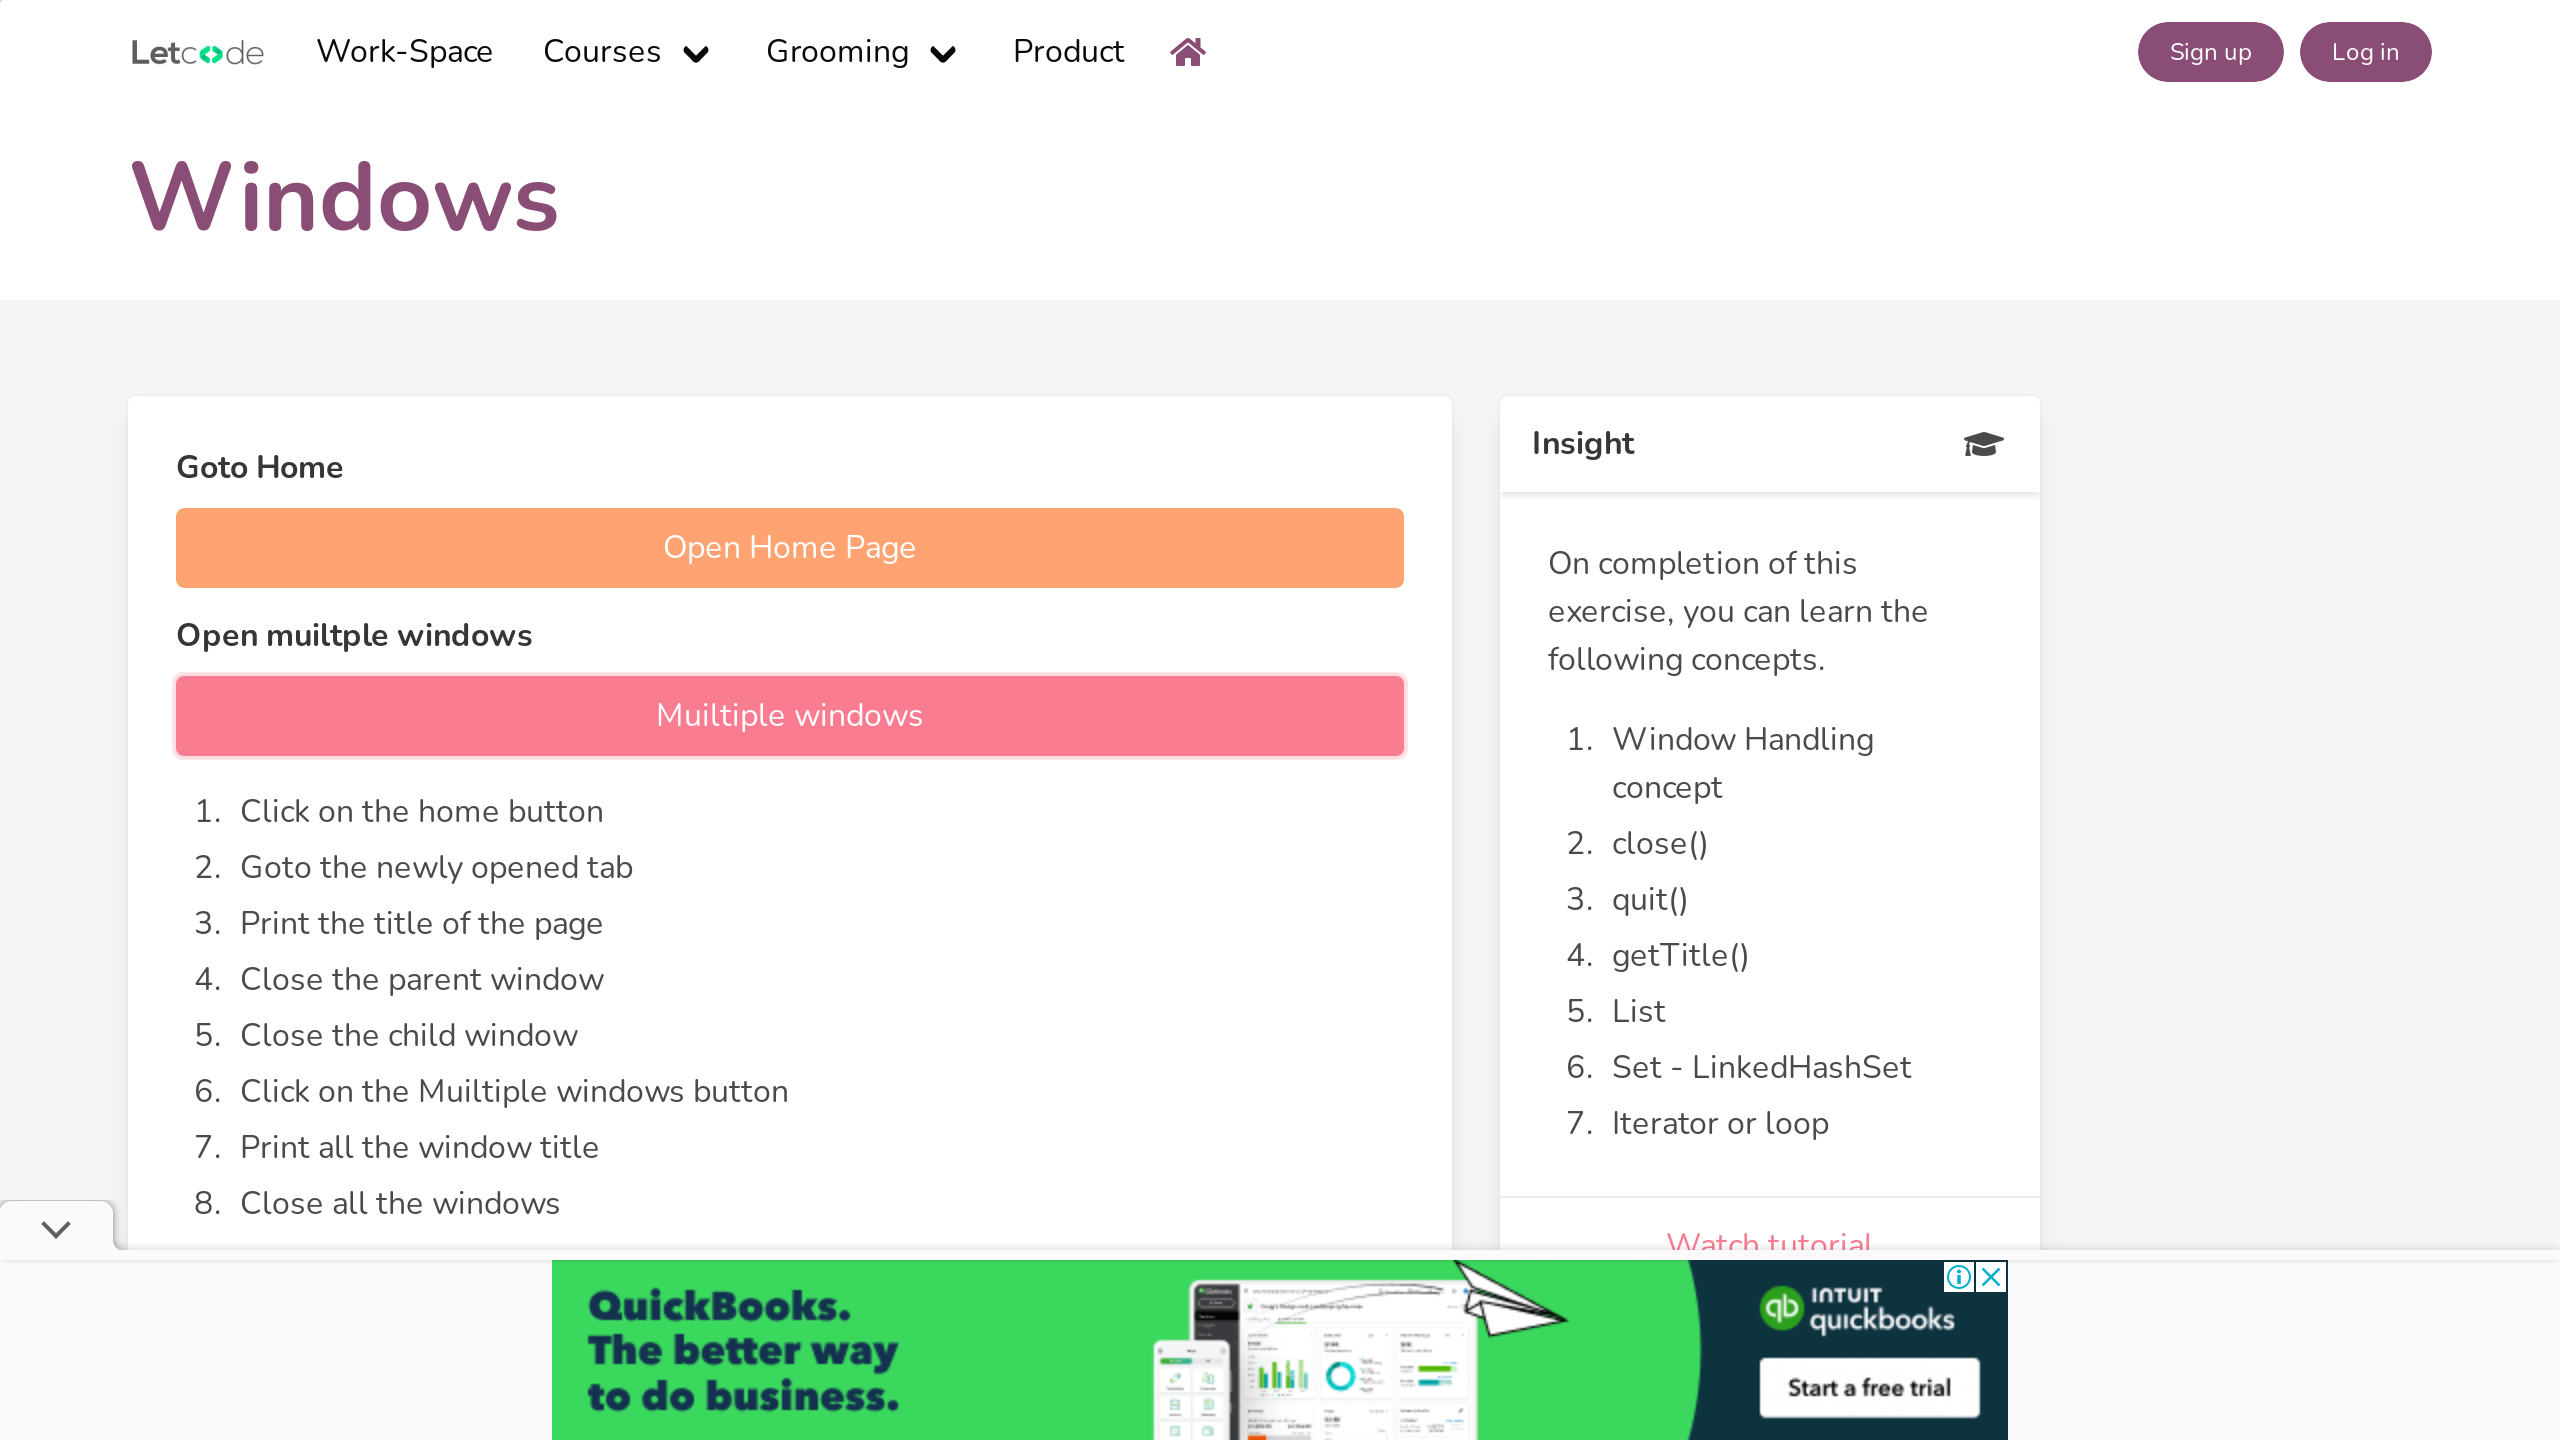 Letcode Work-Space Courses Grooming Product Sign up Log in
Windows
Goto Home
Open Home Page
Open muiltple windows
Muiltiple windows
1. Click on the home button
2. Goto the newly opened tab
3. Print the title of the page
4. Close the parent window
5. Close the child window
6. Click on the Muiltiple windows button
7. Print all the window title
8. Close all the windows
Insight
On completion of this
exercise, you can learn the
following concepts.
1. Window Handling
concept
2. close()
3. quit()
4. getTitle()
5. List
6. Set - LinkedHashSet
7. Iterator or loop
Watch tutorial
QuickBooks.
The better way
to do business.
qb INTUIT
quickbooks
Start a free trial